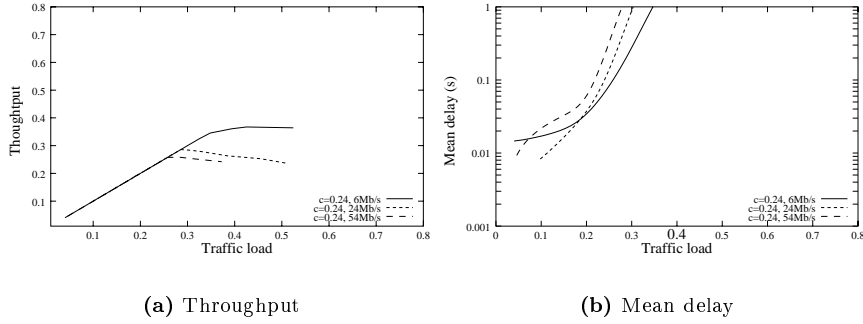 0.8
0.7
0.6
0.5
0.4
0.3
0.2
0.1
Thoughtput
0.1 0.2 0.3 0.4 0.5 0.6 0.7 0.8
Traffic load
c=0.24, 6Mb/s
c=0.24, 24Mb/s
c=0.24, 54Mb/s
(a) Throughput
1
0.1
0.01
0.001
Mean delay (s)
0 0.1 0.2 0.3 0.4 0.5 0.6 0.7 0.8
Traffic load
c=0.24, 6Mb/s
c=0.24, 24Mb/s
c=0.24, 54Mb/s
(b) Mean delay